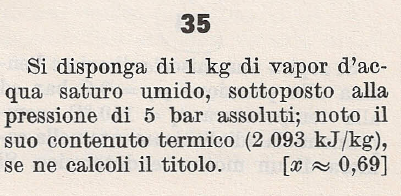 35
Si disponga di 1 kg di vapor d'ac-
qua saturo umido, sottoposto alla
pressione di 5 bar assoluti; noto il
suo contenuto termico (2 093 kJ/kg),
se ne calcoli il titolo. [x ≈ 0,69]